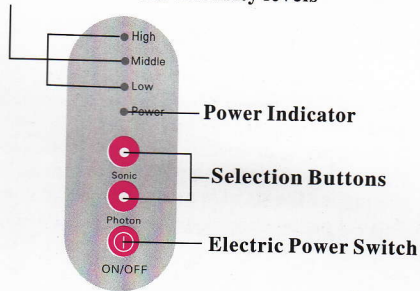 High
Middle
Low
Power
Power Indicator
Sonic
Selection Buttons
Photon
Electric Power Switch
ON/OFF